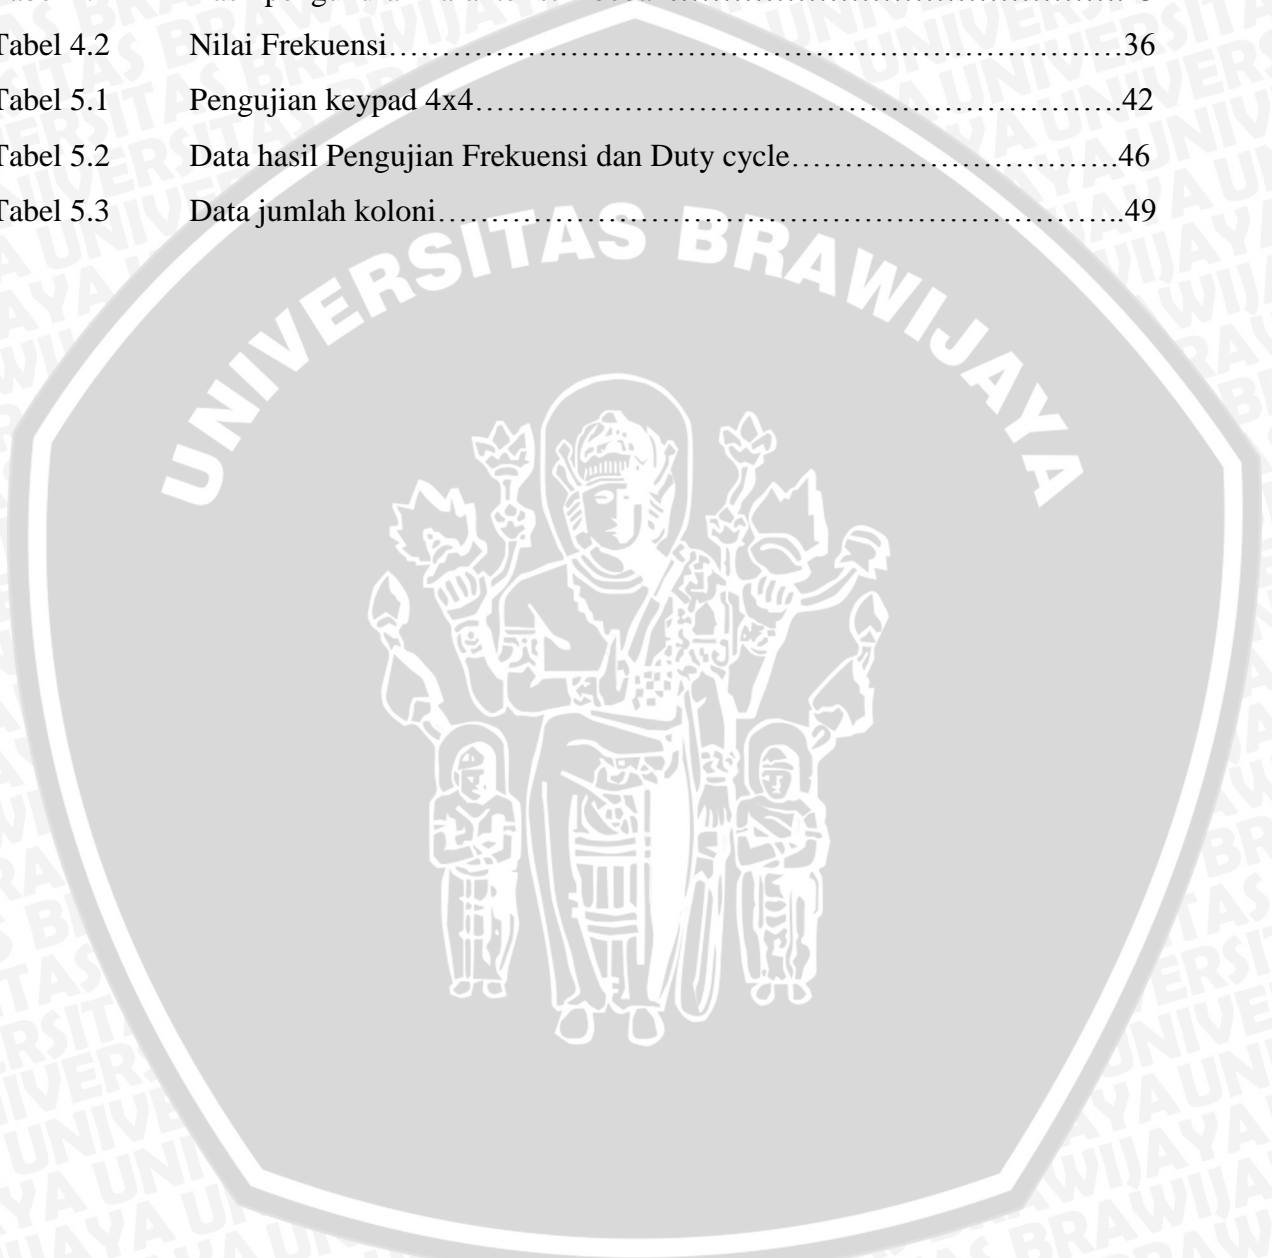 Tabel 4.2 Nilai Frekuensi……………………………………………………………………….36
Tabel 5.1 Pengujian keypad 4x4……………………………………………………………….42
Tabel 5.2 Data hasil Pengujian Frekuensi dan Duty cycle……………………………….46
Tabel 5.3 Data jumlah koloni…………………………………………………………………..49
UNIVERSITAS BRAWIJAYA